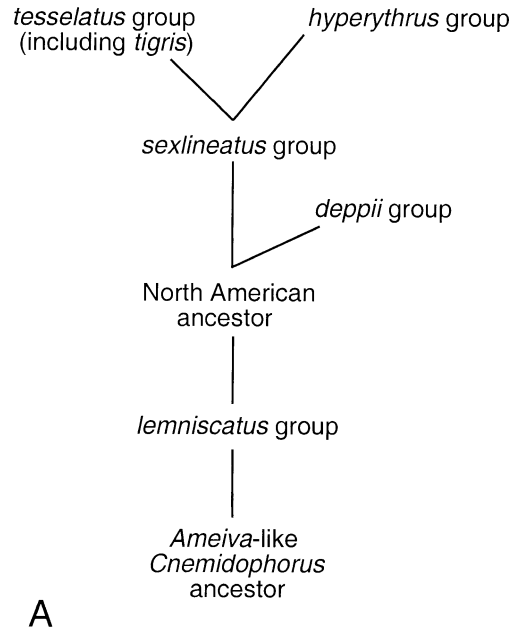 tesselatus group
(including tigris)
hyperythrus group
sexlineatus group
deppii group
North American
ancestor
lemniscatus group
Ameiva-like
Cnemidophorus
ancestor
A